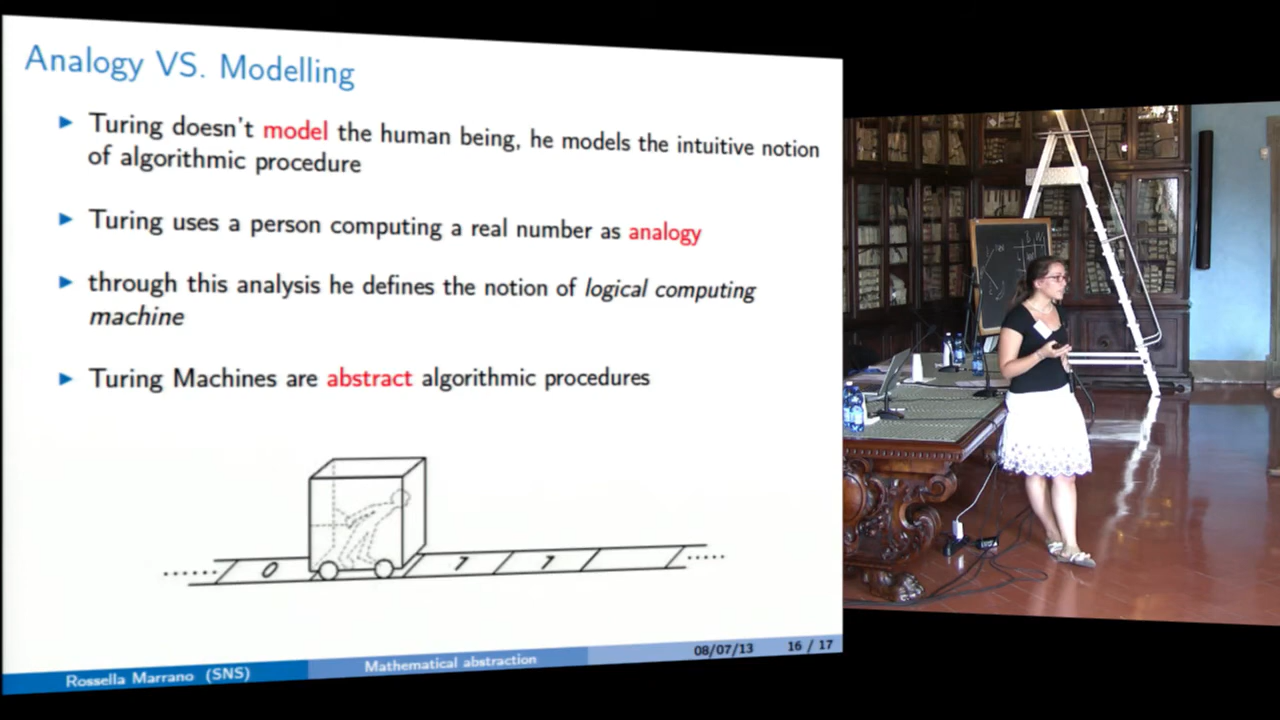 Analogy VS. Modelling
▶ Turing doesn't model the human being, he models the intuitive notion
of algorithmic procedure
▶ Turing uses a person computing a real number as analogy
▶ through this analysis he defines the notion of logical computing
machine
▶ Turing Machines are abstract algorithmic procedures
0 1 1
Rossella Marrano (SNS) Mathematical abstraction 08/07/13 16 / 17